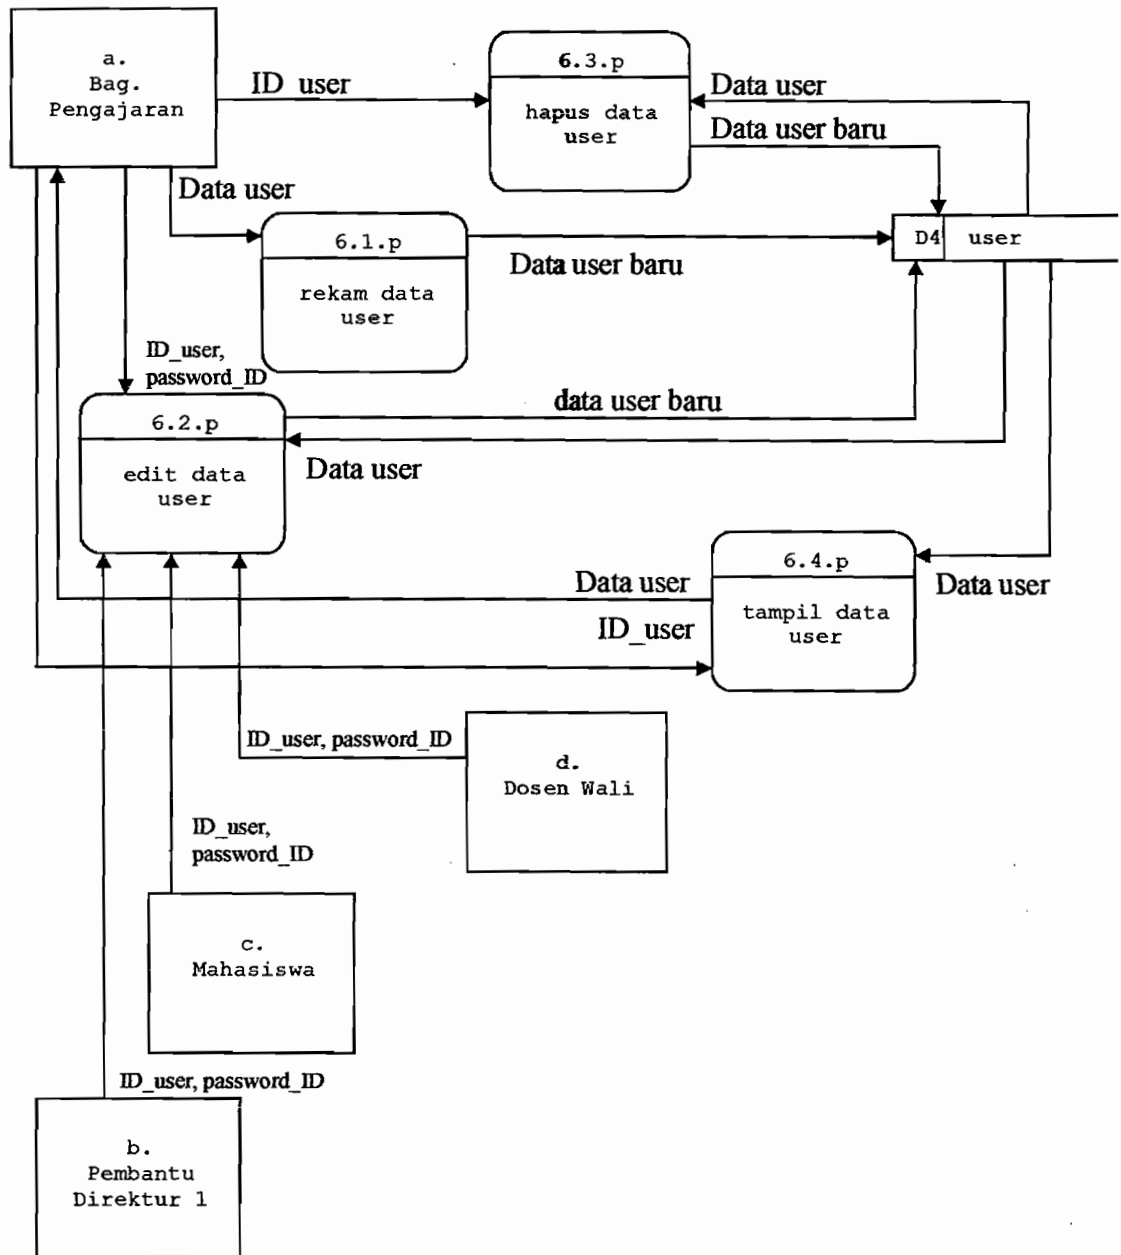 a.
Bag.
Pengajaran
ID_user
6.3.p
hapus data
user
Data user
Data user baru
Data user
6.1.p
rekam data
user
Data user baru
D4 user
ID_user,
password_ID
6.2.p
edit data
user
data user baru
Data user
6.4.p
tampil data
user
Data user
Data user
ID_user
ID_user, password_ID
d.
Dosen Wali
ID_user,
password_ID
c.
Mahasiswa
ID_user, password_ID
b.
Pembantu
Direktur 1